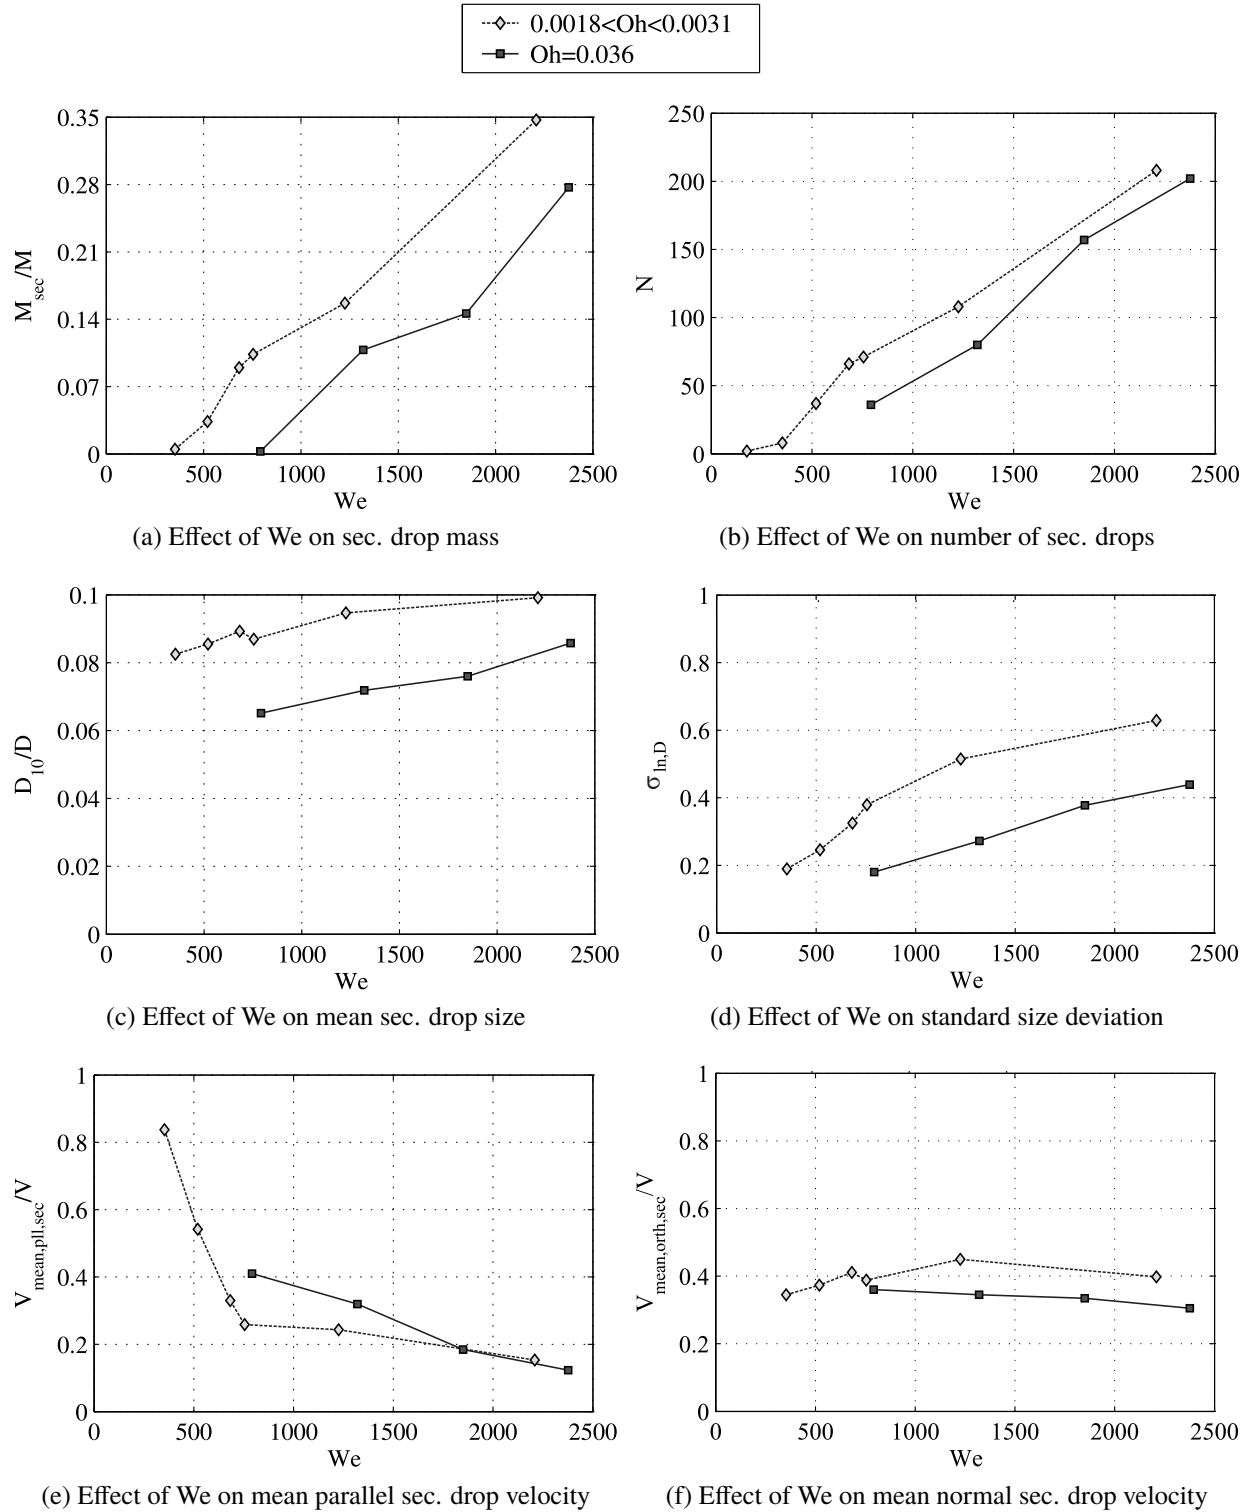 0.0018<Oh<0.0031
Oh=0.036
0.35
0.28
0.21
0.14
0.07
0
M_sec/M
0 500 1000 1500 2000 2500
We
(a) Effect of We on sec. drop mass
250
200
150
100
50
0
N
0 500 1000 1500 2000 2500
We
(b) Effect of We on number of sec. drops
0.1
0.08
0.06
0.04
0.02
0
D_10/D
0 500 1000 1500 2000 2500
We
(c) Effect of We on mean sec. drop size
1
0.8
0.6
0.4
0.2
0
σ_ln,D
0 500 1000 1500 2000 2500
We
(d) Effect of We on standard size deviation
1
0.8
0.6
0.4
0.2
0
V_mean,pll,sec/V
0 500 1000 1500 2000 2500
We
(e) Effect of We on mean parallel sec. drop velocity
1
0.8
0.6
0.4
0.2
0
V_mean,orth,sec/V
0 500 1000 1500 2000 2500
We
(f) Effect of We on mean normal sec. drop velocity